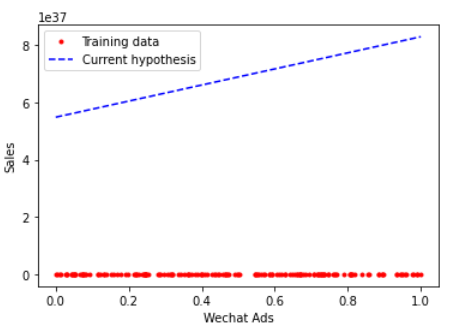 1e37
Training data
Current hypothesis
8
6
4
2
0
Sales
0.0 0.2 0.4 0.6 0.8 1.0
Wechat Ads